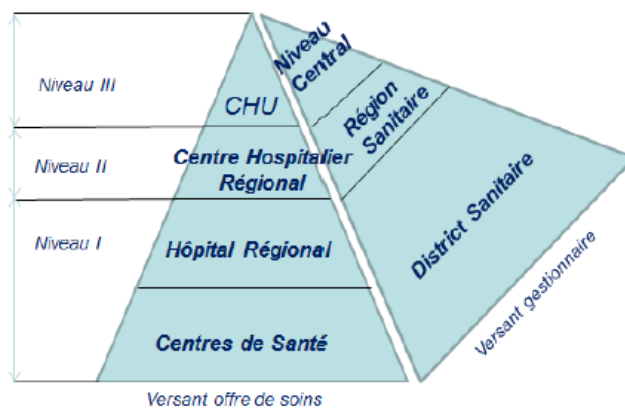 Niveau III
Niveau II
Niveau I
CHU
Centre Hospitalier
Régional
Hôpital Régional
Centres de Santé
Versant offre de soins
Niveau
Central
Région
Sanitaire
District Sanitaire
Versant gestionnaire